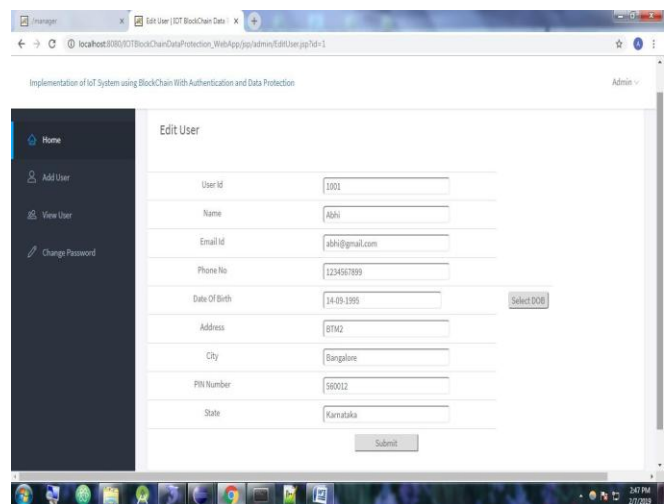 /manager
Edit User | IOT BlockChain Data
localhost:8080/IOTBlockChainDataProtection_WebApp/jsp/admin/EditUser.jsp?id=1
Implementation of IoT System using BlockChain With Authentication and Data Protection
Admin
Home
Add User
View User
Change Password
Edit User
User Id 1001
Name Abhi
Email Id abhi@gmail.com
Phone No 1234567899
Date Of Birth 14-09-1995 Select DOB
Address BTM2
City Bangalore
PIN Number 560012
State Karnataka
Submit
2:47 PM
2/7/2019